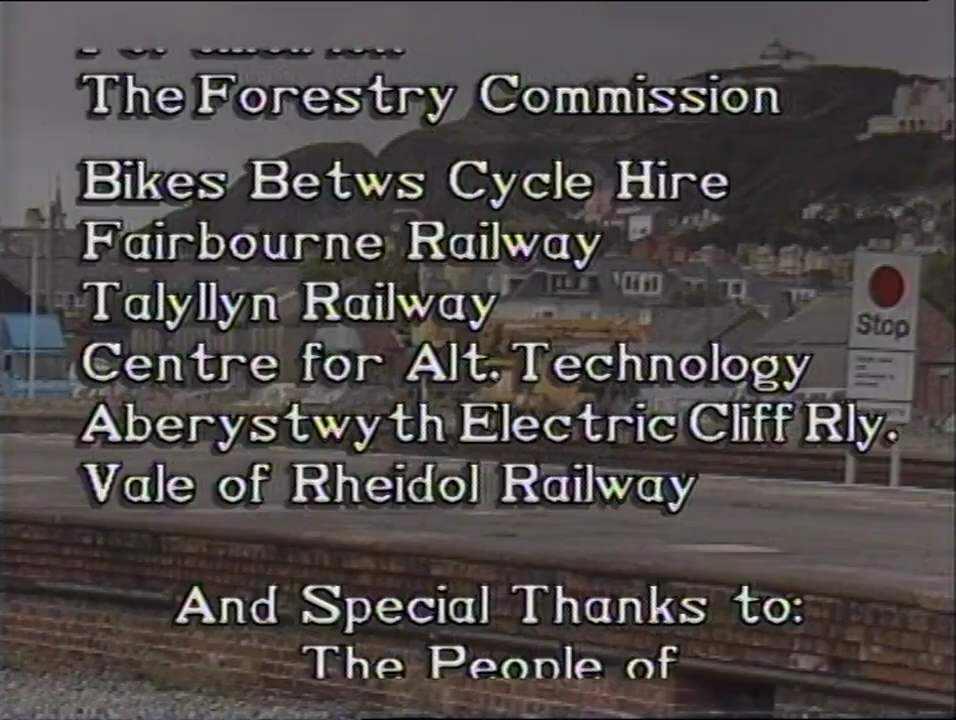 The Forestry Commission
Bikes Betws Cycle Hire
Fairbourne Railway
Talyllyn Railway
Centre for Alt. Technology
Aberystwyth Electric Cliff Rly.
Vale of Rheidol Railway
And Special Thanks to:
The People of
Stop